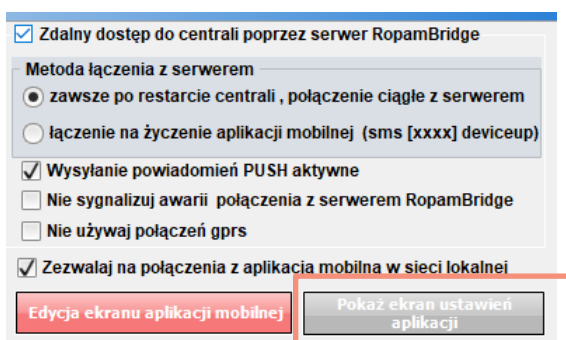 Zdalny dostęp do centrali poprzez serwer RopamBridge
Metoda łączenia z serwerem
zawsze po restarcie centrali , połączenie ciągłe z serwerem
łączenie na życzenie aplikacji mobilnej (sms [xxxx] deviceup)
Wysyłanie powiadomień PUSH aktywne
Nie sygnalizuj awarii połączenia z serwerem RopamBridge
Nie używaj połączeń gprs
Zezwalaj na połączenia z aplikacją mobilną w sieci lokalnej
Edycja ekranu aplikacji mobilnej
Pokaż ekran ustawień
aplikacji